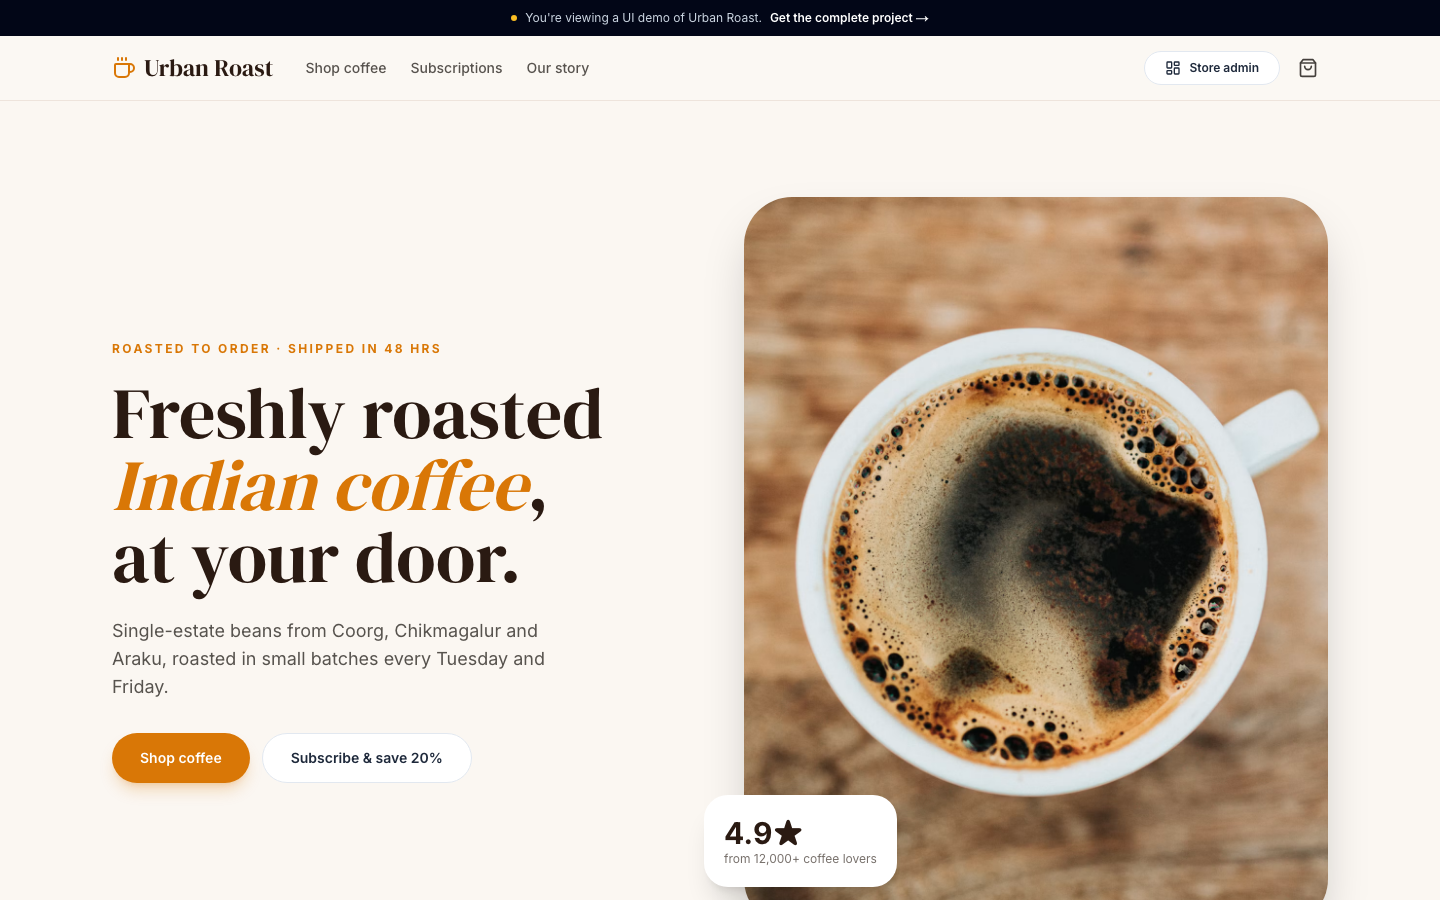 You're viewing a UI demo of Urban Roast. Get the complete project →
Urban Roast
Shop coffee
Subscriptions
Our story
Store admin
ROASTED TO ORDER · SHIPPED IN 48 HRS
Freshly roasted
Indian coffee,
at your door.
Single-estate beans from Coorg, Chikmagalur and
Araku, roasted in small batches every Tuesday and
Friday.
Shop coffee
Subscribe & save 20%
4.9★
from 12,000+ coffee lovers